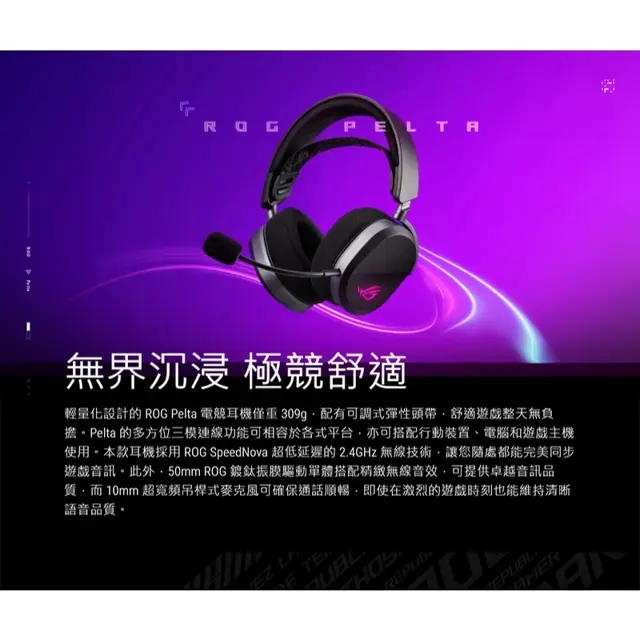 ROG PELTA
無界沉浸 極競舒適
輕量化設計的 ROG Pelta 電競耳機僅重 309g，配有可調式彈性頭帶，舒適遊戲整天無負
擔。Pelta 的多方位三模連線功能可相容於各式平台，亦可搭配行動裝置、電腦和遊戲主機
使用。本款耳機採用 ROG SpeedNova 超低延遲的 2.4GHz 無線技術，讓您隨處都能完美同步
遊戲音訊。此外，50mm ROG 鍍鈦振膜驅動單體搭配精緻無線音效，可提供卓越音訊品
質，而 10mm 超寬頻吊桿式麥克風可確保通話順暢，即使在激烈的遊戲時刻也能維持清晰
語音品質。